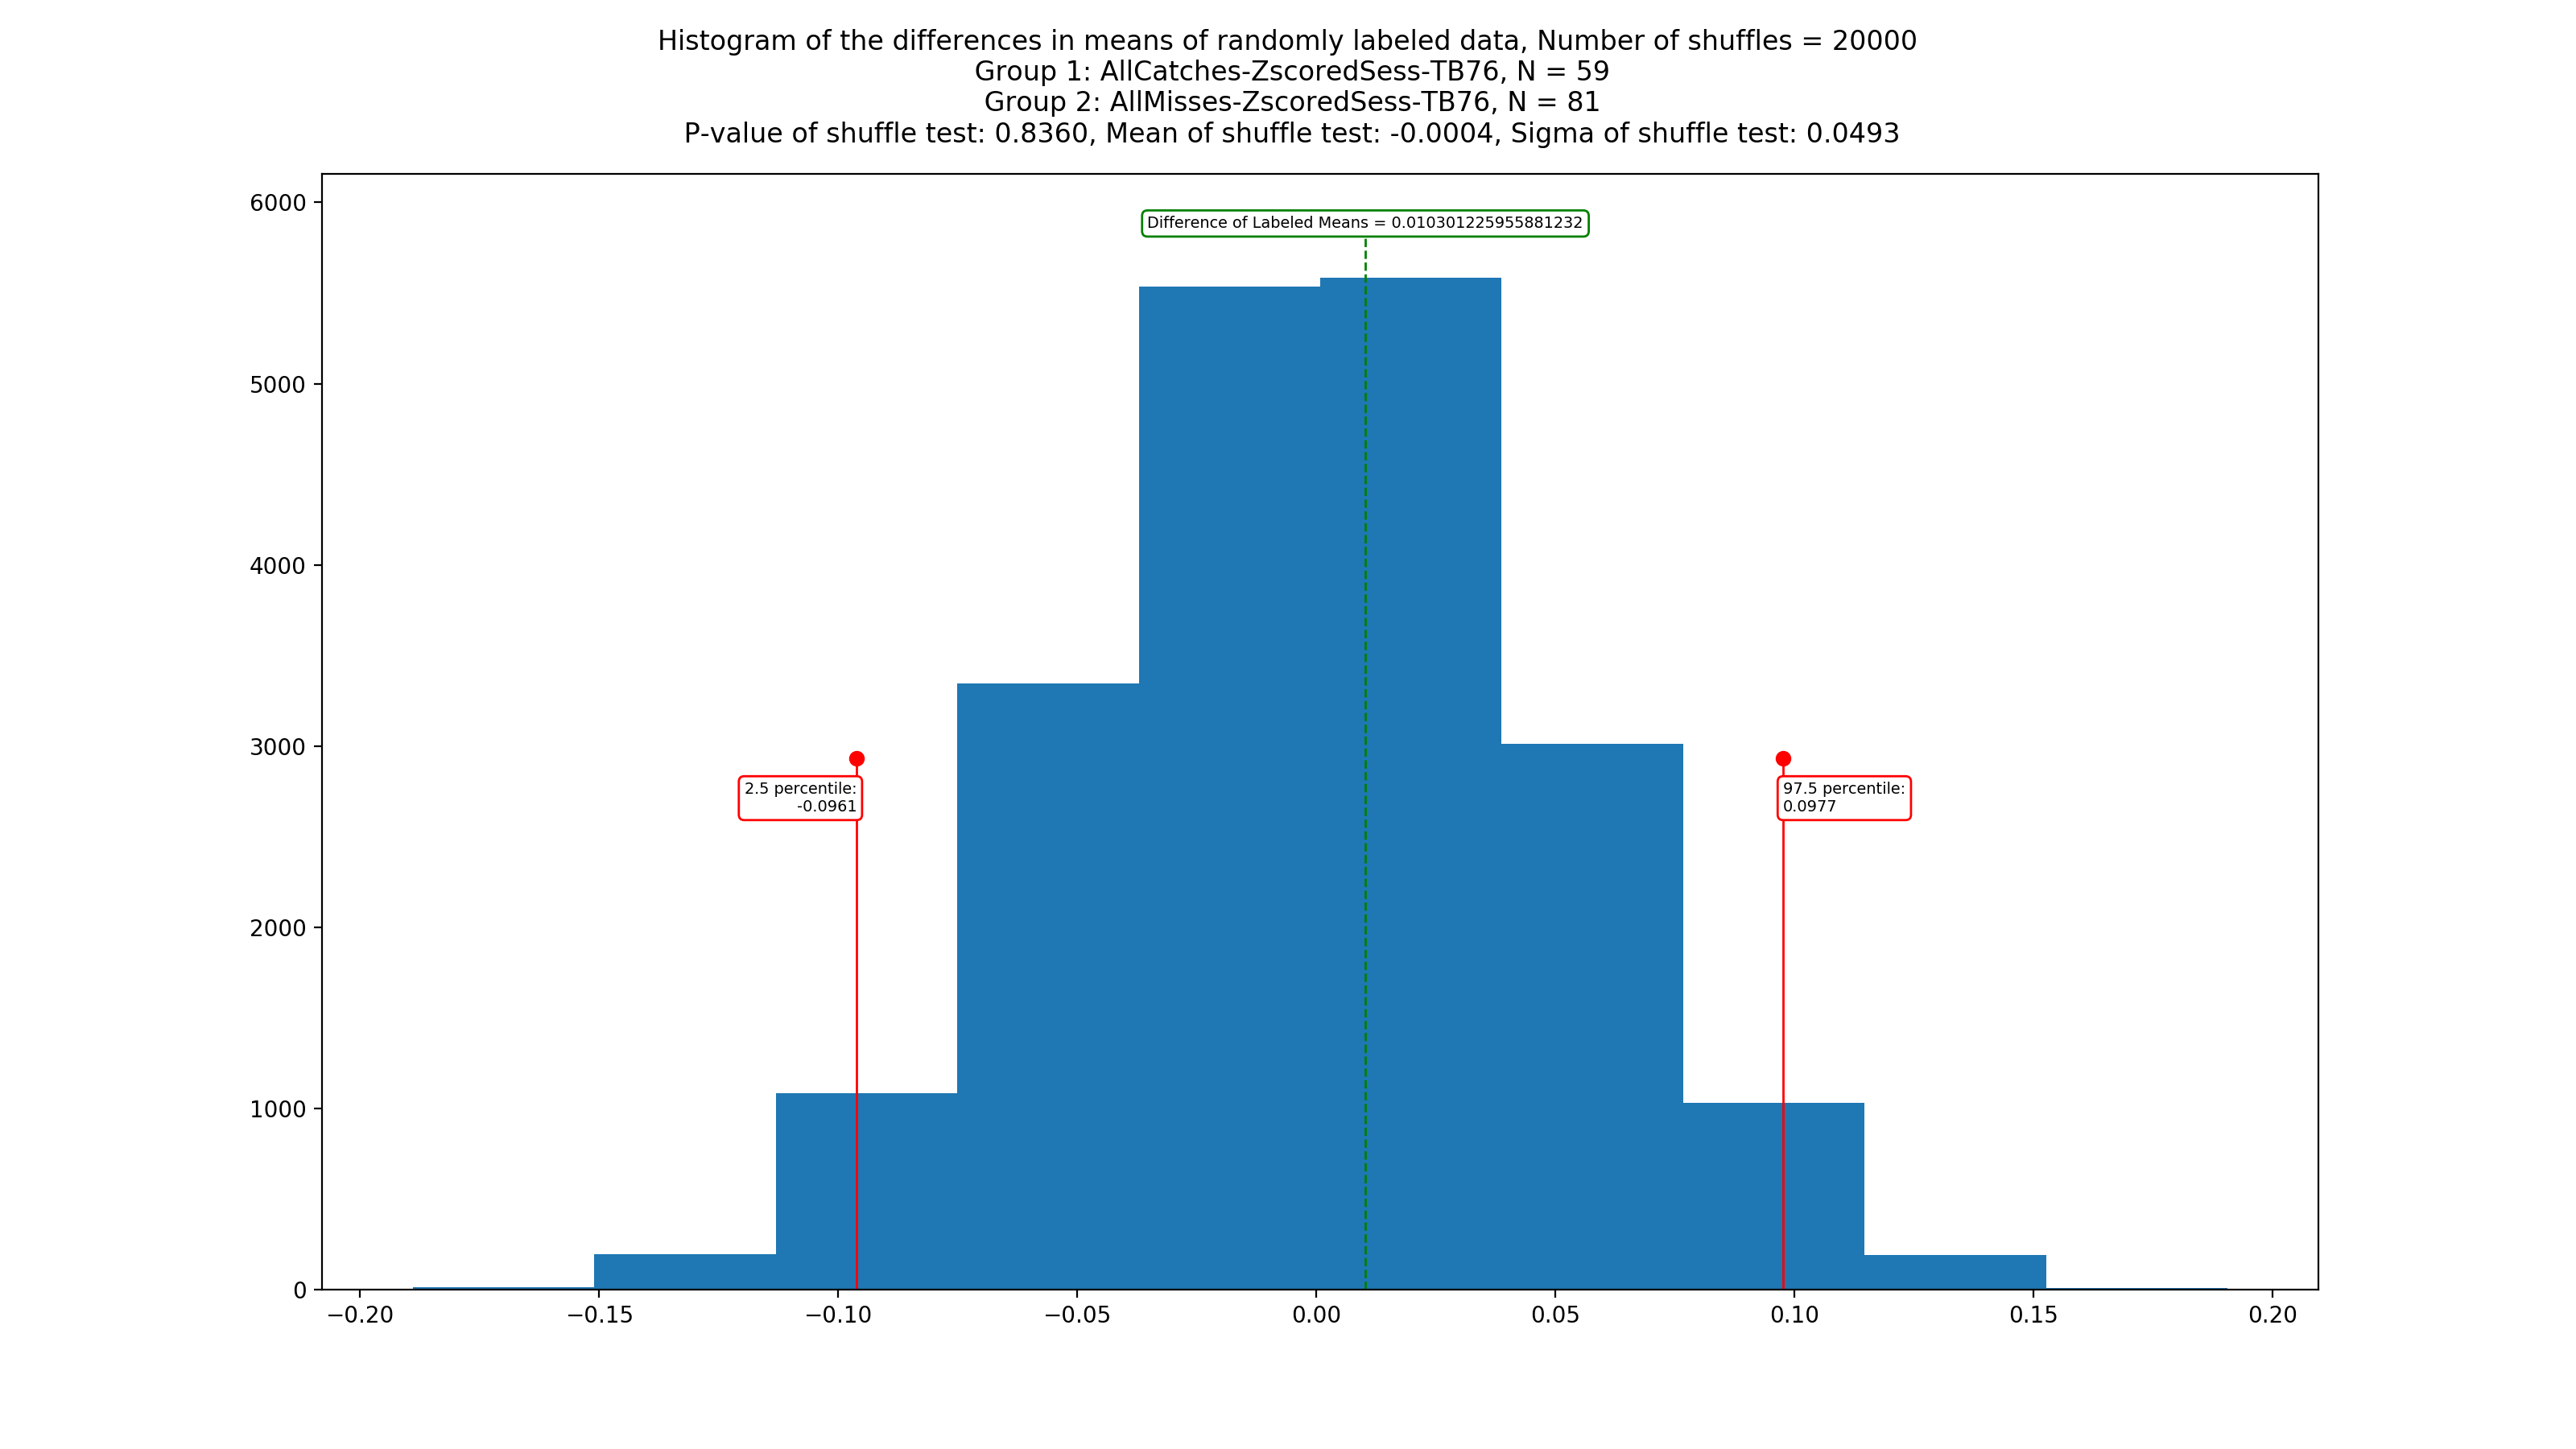 Histogram of the differences in means of randomly labeled data, Number of shuffles = 20000
Group 1: AllCatches-ZscoredSess-TB76, N = 59
Group 2: AllMisses-ZscoredSess-TB76, N = 81
P-value of shuffle test: 0.8360, Mean of shuffle test: -0.0004, Sigma of shuffle test: 0.0493
6000
Difference of Labeled Means = 0.010301225955881232
5000
4000
3000
2.5 percentile:
-0.0961
97.5 percentile:
0.0977
2000
1000
0
−0.20 −0.15 −0.10 −0.05 0.00 0.05 0.10 0.15 0.20